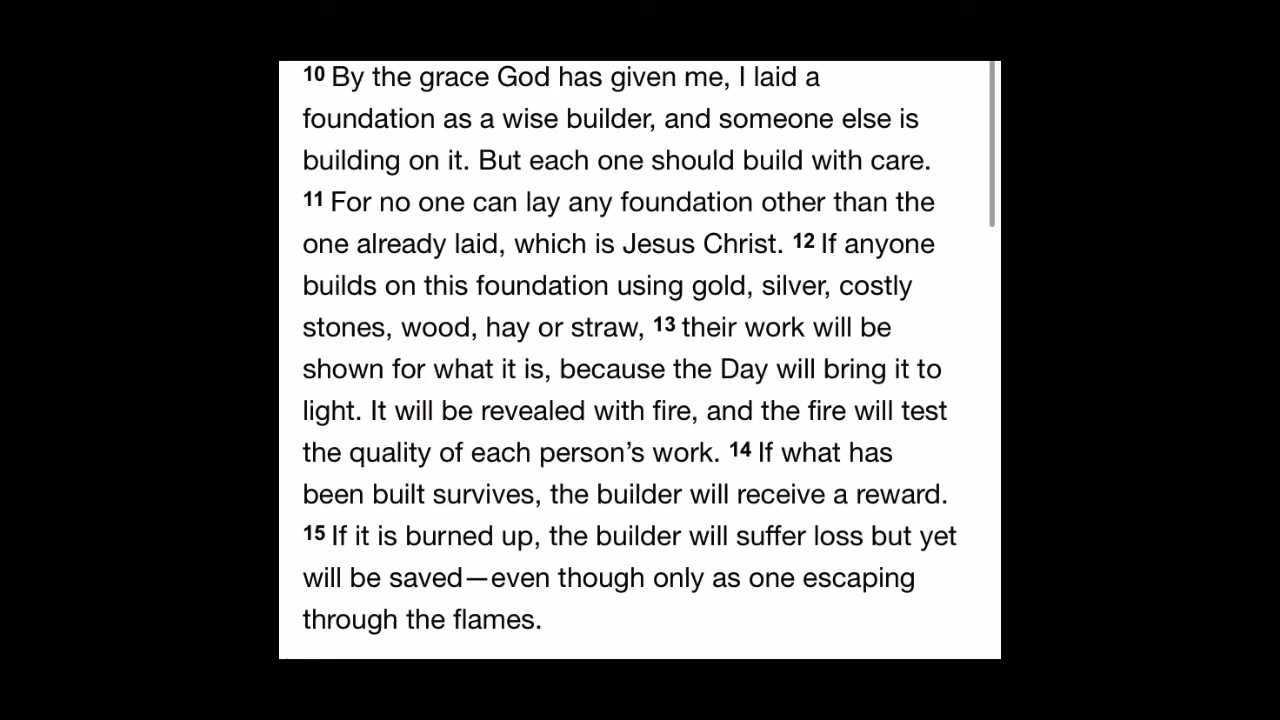 10 By the grace God has given me, I laid a
foundation as a wise builder, and someone else is
building on it. But each one should build with care.
11 For no one can lay any foundation other than the
one already laid, which is Jesus Christ. 12 If anyone
builds on this foundation using gold, silver, costly
stones, wood, hay or straw, 13 their work will be
shown for what it is, because the Day will bring it to
light. It will be revealed with fire, and the fire will test
the quality of each person’s work. 14 If what has
been built survives, the builder will receive a reward.
15 If it is burned up, the builder will suffer loss but yet
will be saved—even though only as one escaping
through the flames.